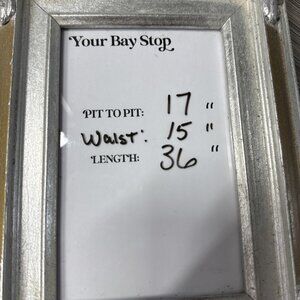 Your Bay Stop
PIT TO PIT: 17 "
Waist: 15 "
LENGTH: 36 "